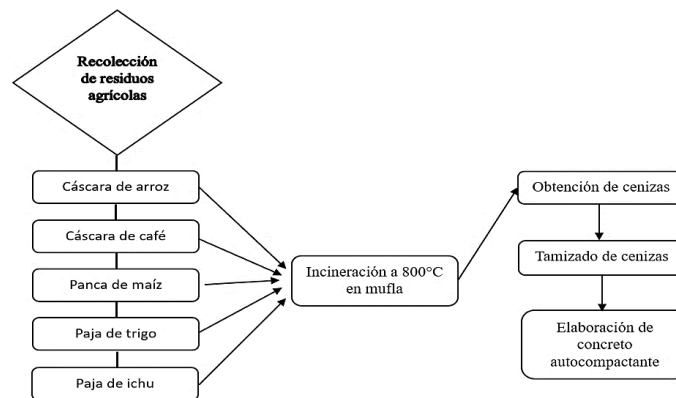 Recolección
de residuos
agrícolas
Cáscara de arroz
Cáscara de café
Panca de maíz
Paja de trigo
Paja de ichu
Incineración a 800°C
en mufla
Obtención de cenizas
Tamizado de cenizas
Elaboración de
concreto
autocompactante